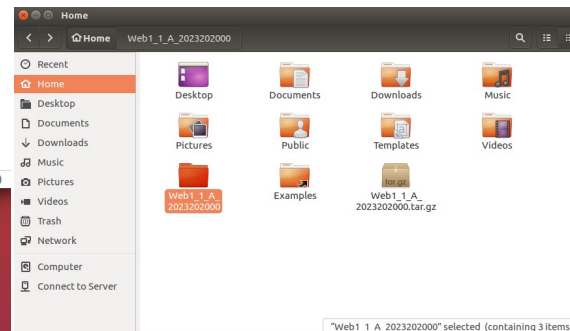 Home
Home Web1_1_A_2023202000
Recent
Home
Desktop
Documents
Downloads
Music
Pictures
Videos
Trash
Network
Computer
Connect to Server
Desktop
Documents
Downloads
Music
Pictures
Public
Templates
Videos
Web1_1_A_
2023202000
Examples
tar.gz
Web1_1_A_
2023202000.tar.gz
"Web1_1_A_2023202000" selected (containing 3 items